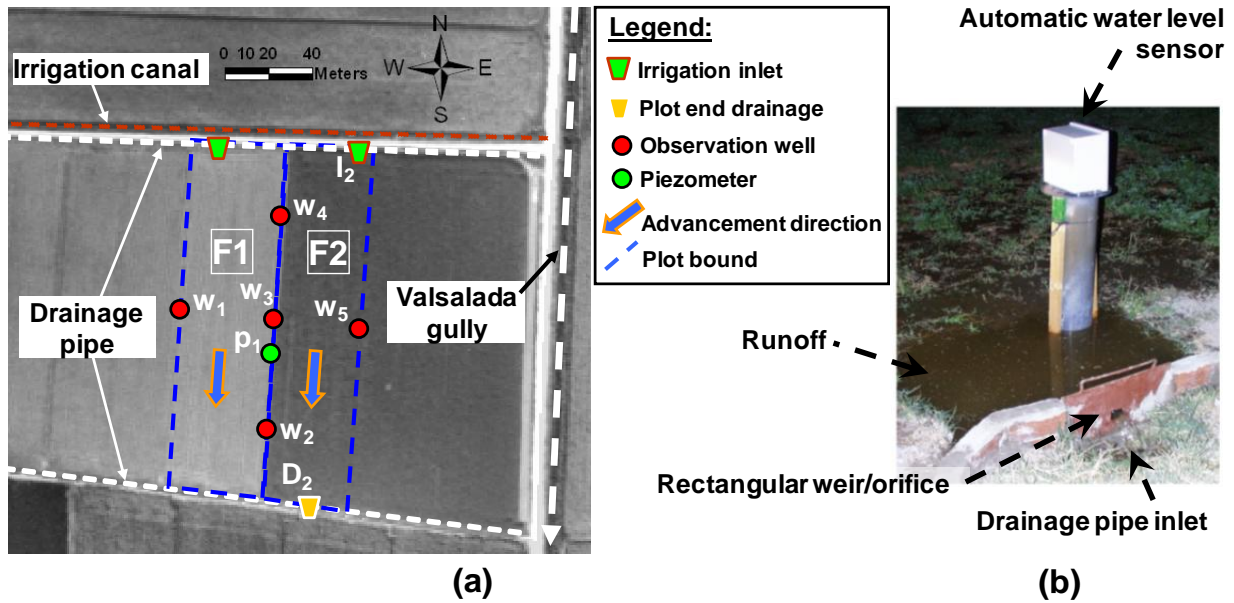 N
W E
S
0 10 20 40
Meters
Irrigation canal
I2
w4
F1 F2
w1
w3
w5
p1
w2
D2
Drainage
pipe
Valsalada
gully
(a)
Legend:
Irrigation inlet
Plot end drainage
Observation well
Piezometer
Advancement direction
Plot bound
Automatic water level
sensor
Runoff
Rectangular weir/orifice
Drainage pipe inlet
(b)